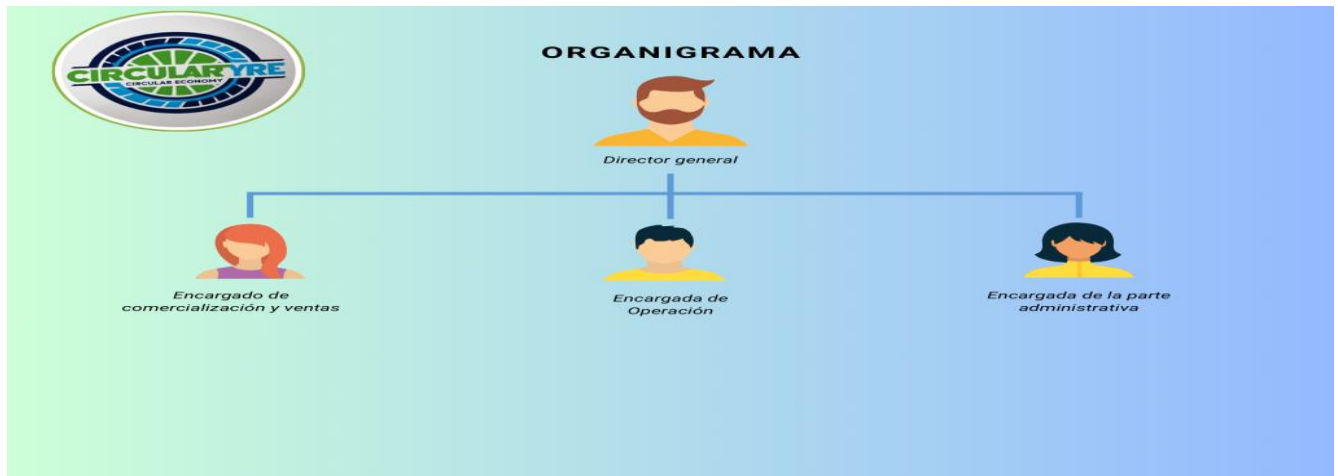 CIRCULARYRE
CIRCULAR ECONOMY
ORGANIGRAMA
Director general
Encargado de
comercialización y ventas
Encargada de
Operación
Encargada de la parte
administrativa